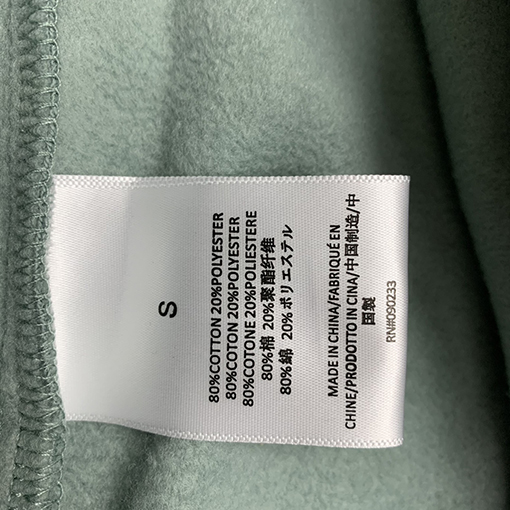 S
80%COTTON 20%POLYESTER
80%COTON 20%POLYESTER
80%COTONE 20%POLIESTERE
80%棉 20%聚酯纤维
80%綿 20%ポリエステル
MADE IN CHINA/FABRIQUÉ EN
CHINE/PRODOTTO IN CINA/中国制造/中
国製
RN#090233